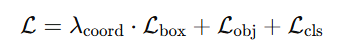 ℒ = λ_coord · ℒ_box + ℒ_obj + ℒ_cls